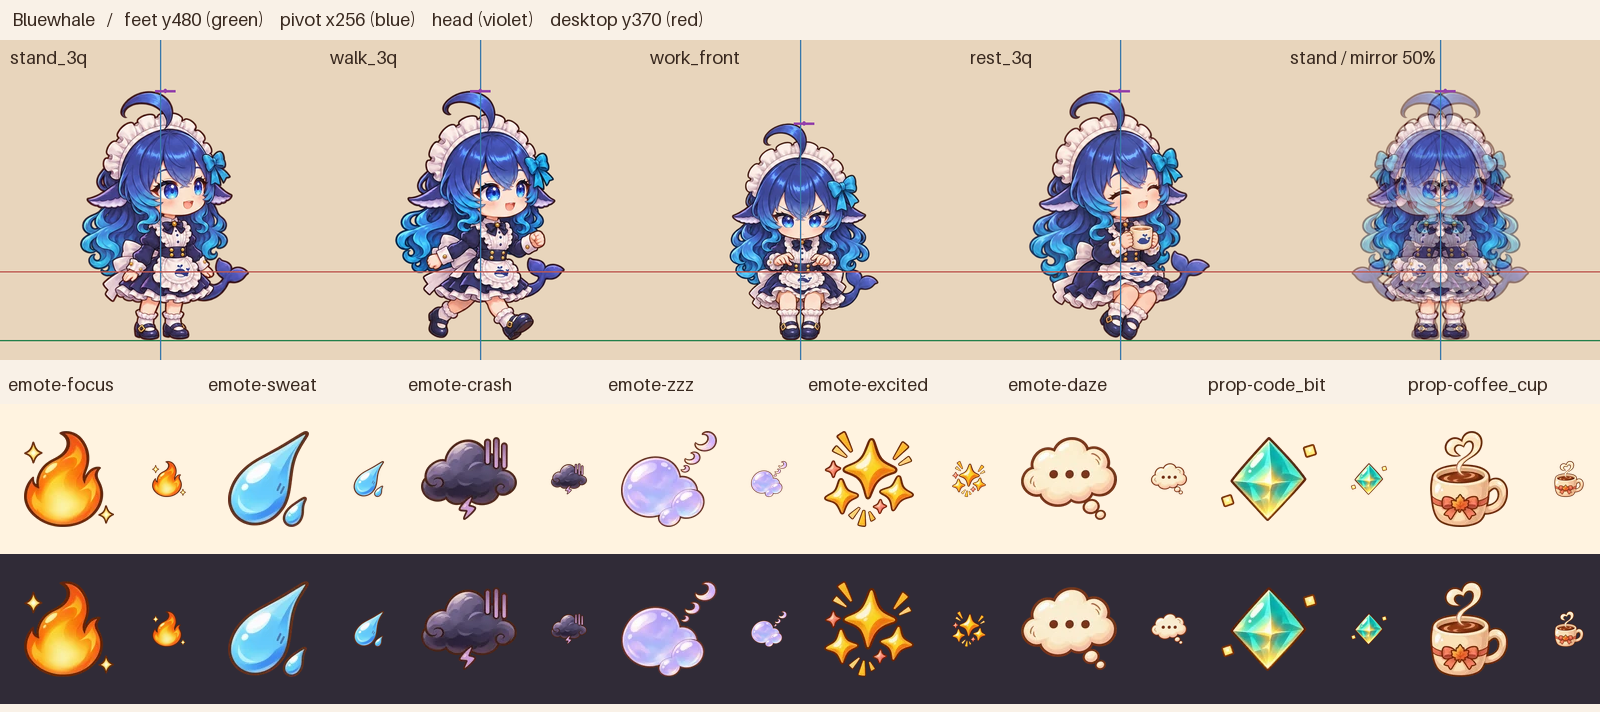 Bluewhale / feet y480 (green) pivot x256 (blue) head (violet) desktop y370 (red)
stand_3q walk_3q work_front rest_3q stand / mirror 50%
emote-focus emote-sweat emote-crash emote-zzz emote-excited emote-daze prop-code_bit prop-coffee_cup